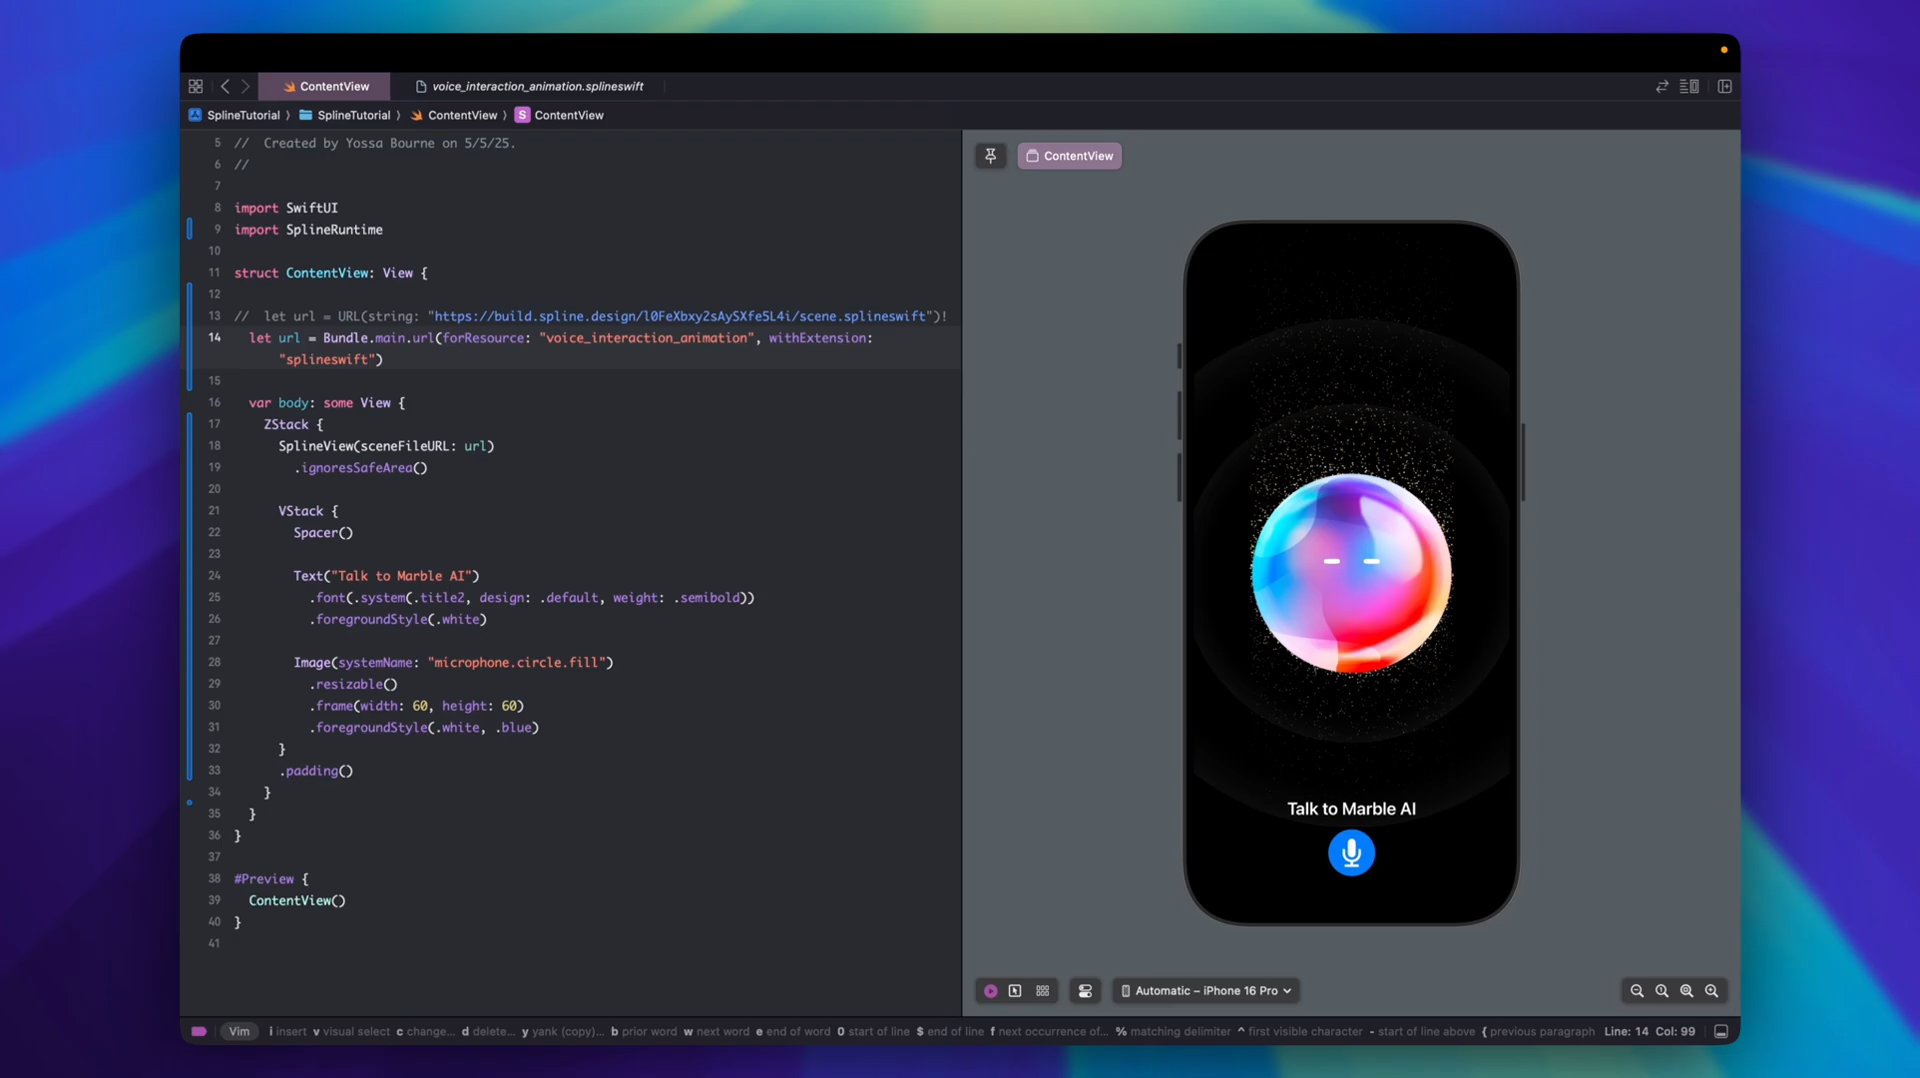 ContentView
voice_interaction_animation.splineswift
SplineTutorial
SplineTutorial
ContentView
S
ContentView
5 // Created by Yossa Bourne on 5/5/25.
6 //
7
8 import SwiftUI
9 import SplineRuntime
10
11 struct ContentView: View {
12
13 // let url = URL(string: "https://build.spline.design/l0FeXbxy2sAySXfe5L4i/scene.splineswift")!
14 let url = Bundle.main.url(forResource: "voice_interaction_animation", withExtension:
"splineswift")
15
16 var body: some View {
17 ZStack {
18 SplineView(sceneFileURL: url)
19 .ignoresSafeArea()
20
21 VStack {
22 Spacer()
23
24 Text("Talk to Marble AI")
25 .font(.system(.title2, design: .default, weight: .semibold))
26 .foregroundStyle(.white)
27
28 Image(systemName: "microphone.circle.fill")
29 .resizable()
30 .frame(width: 60, height: 60)
31 .foregroundStyle(.white, .blue)
32 }
33 .padding()
34 }
35 }
36 }
37
38 #Preview {
39 ContentView()
40 }
41
ContentView
Talk to Marble AI
Automatic – iPhone 16 Pro
Vim i insert v visual select c change... d delete... y yank (copy)... b prior word w next word e end of word 0 start of line $ end of line f next occurrence of... % matching delimiter ^ first visible character - start of line above { previous paragraph Line: 14 Col: 99